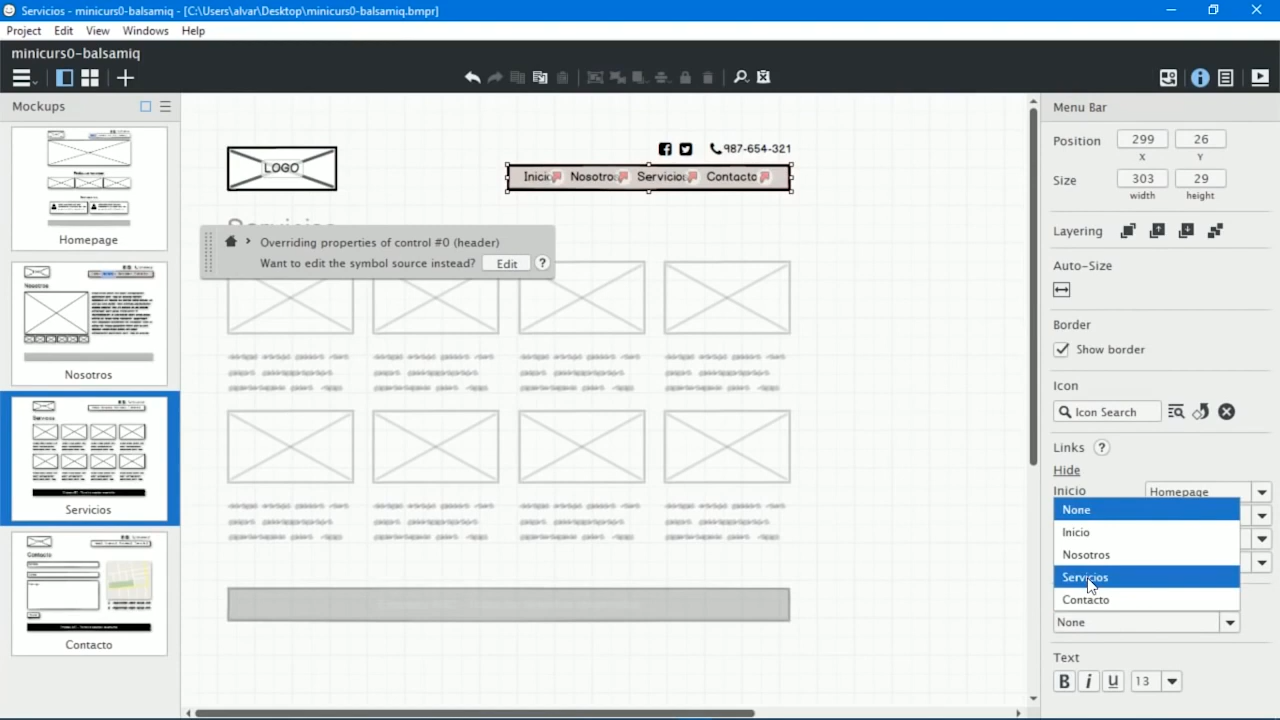 Servicios - minicurs0-balsamiq - [C:\Users\alvar\Desktop\minicurs0-balsamiq.bmpr]
Project Edit View Windows Help
minicurs0-balsamiq
Mockups
Homepage
Nosotros
Servicios
Contacto
LOGO
987-654-321
Inicio Nosotros Servicios Contacto
Servicios
Overriding properties of control #0 (header)
Want to edit the symbol source instead? Edit ?
Menu Bar
Position 299 26
X Y
Size 303 29
width height
Layering
Auto-Size
Border
Show border
Icon
Icon Search
Links ?
Hide
Inicio Homepage
None
Inicio
Nosotros
Servicios
Contacto
None
Text
B i U 13